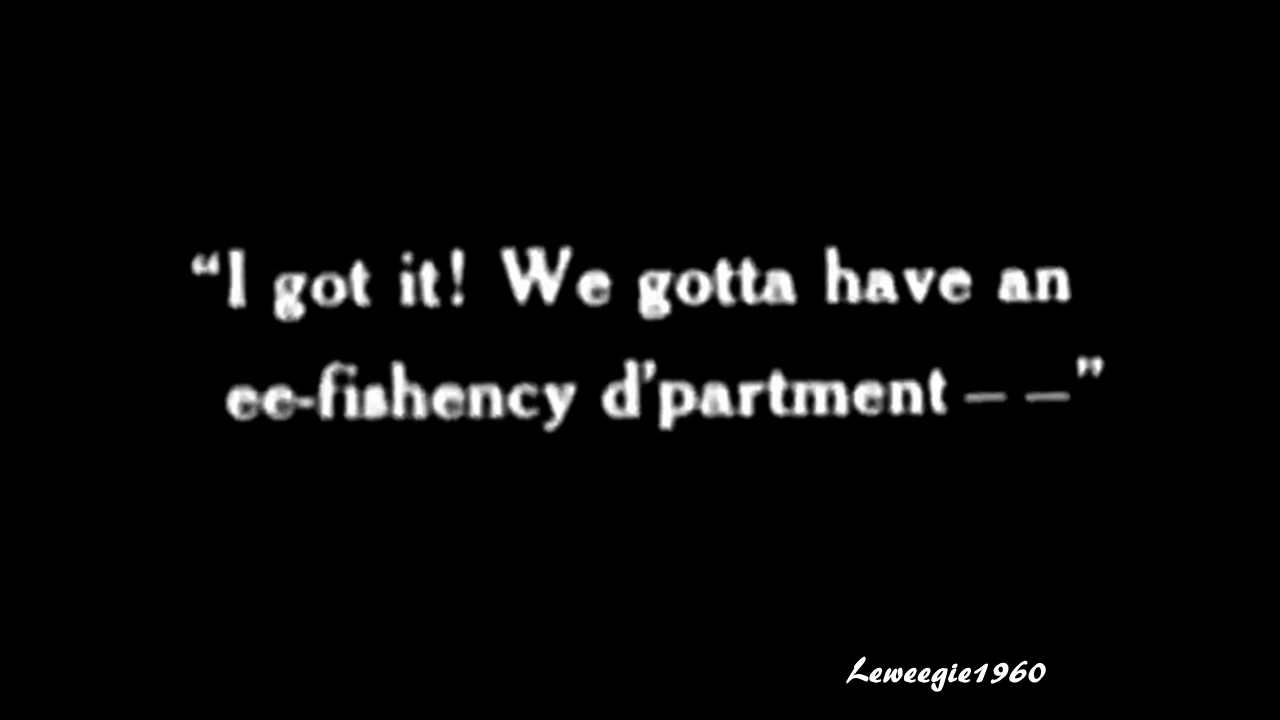 “I got it! We gotta have an
ee-fishency d’partment — —”
Leweegie1960